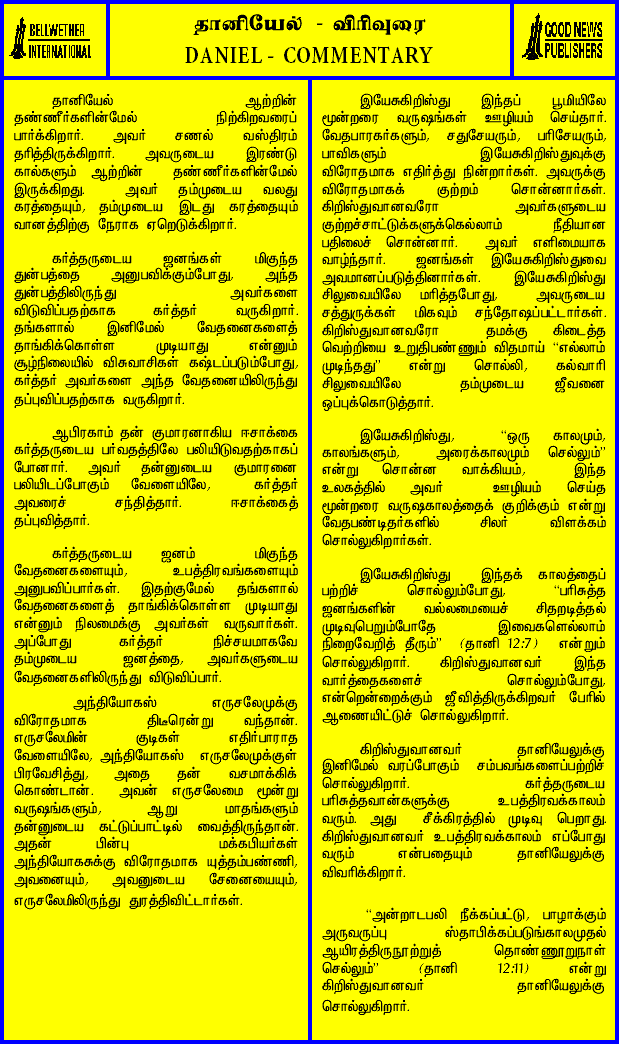 BELLWETHER
INTERNATIONAL
தானியேல் - விரிவுரை
DANIEL - COMMENTARY
GOOD NEWS
PUBLISHERS
தானியேல் ஆற்றின்
தண்ணீர்களின்மேல் நிற்கிறவரைப்
பார்க்கிறார். அவர் சணல் வஸ்திரம்
தரித்திருக்கிறார். அவருடைய இரண்டு
கால்களும் ஆற்றின் தண்ணீர்களின்மேல்
இருக்கிறது. அவர் தம்முடைய வலது
கரத்தையும், தம்முடைய இடது கரத்தையும்
வானத்திற்கு நேராக ஏறெடுக்கிறார்.
கர்த்தருடைய ஜனங்கள் மிகுந்த
துன்பத்தை அனுபவிக்கும்போது, அந்த
துன்பத்திலிருந்து அவர்களை
விடுவிப்பதற்காக கர்த்தர் வருகிறார்.
தங்களால் இனிமேல் வேதனைகளைத்
தாங்கிக்கொள்ள முடியாது என்னும்
சூழ்நிலையில் விசுவாசிகள் கஷ்டப்படும்போது,
கர்த்தர் அவர்களை அந்த வேதனையிலிருந்து
தப்புவிப்பதற்காக வருகிறார்.
ஆபிரகாம் தன் குமாரனாகிய ஈசாக்கை
கர்த்தருடைய பர்வதத்திலே பலியிடுவதற்காகப்
போனார். அவர் தன்னுடைய குமாரனை
பலியிடப்போகும் வேளையிலே, கர்த்தர்
அவரைச் சந்தித்தார். ஈசாக்கைத்
தப்புவித்தார்.
கர்த்தருடைய ஜனம் மிகுந்த
வேதனைகளையும், உபத்திரவங்களையும்
அனுபவிப்பார்கள். இதற்குமேல் தங்களால்
வேதனைகளைத் தாங்கிக்கொள்ள முடியாது
என்னும் நிலமைக்கு அவர்கள் வருவார்கள்.
அப்போது கர்த்தர் நிச்சயமாகவே
தம்முடைய ஜனத்தை, அவர்களுடைய
வேதனைகளிலிருந்து விடுவிப்பார்.
அந்தியோகஸ் எருசலேமுக்கு
விரோதமாக திடீரென்று வந்தான்.
எருசலேமின் குடிகள் எதிர்பாராத
வேளையிலே, அந்தியோகஸ் எருசலேமுக்குள்
பிரவேசித்து, அதை தன் வசமாக்கிக்
கொண்டான். அவன் எருசலேமை மூன்று
வருஷங்களும், ஆறு மாதங்களும்
தன்னுடைய கட்டுப்பாட்டில் வைத்திருந்தான்.
அதன் பின்பு மக்கபியர்கள்
அந்தியோகசுக்கு விரோதமாக யுத்தம்பண்ணி,
அவனையும், அவனுடைய சேனையையும்,
எருசலேமிலிருந்து துரத்திவிட்டார்கள்.
இயேசுகிறிஸ்து இந்தப் பூமியிலே
மூன்றரை வருஷங்கள் ஊழியம் செய்தார்.
வேதபாரகர்களும், சதுசேயரும், பரிசேயரும்,
பாவிகளும் இயேசுகிறிஸ்துவுக்கு
விரோதமாக எதிர்த்து நின்றார்கள். அவருக்கு
விரோதமாகக் குற்றம் சொன்னார்கள்.
கிறிஸ்துவானவரோ அவர்களுடைய
குற்றச்சாட்டுக்களுக்கெல்லாம் நீதியான
பதிலைச் சொன்னார். அவர் எளிமையாக
வாழ்ந்தார். ஜனங்கள் இயேசுகிறிஸ்துவை
அவமானப்படுத்தினார்கள். இயேசுகிறிஸ்து
சிலுவையிலே மரித்தபோது, அவருடைய
சத்துருக்கள் மிகவும் சந்தோஷப்பட்டார்கள்.
கிறிஸ்துவானவரோ தமக்கு கிடைத்த
வெற்றியை உறுதிபண்ணும் விதமாய் “எல்லாம்
முடிந்தது” என்று சொல்லி, கல்வாரி
சிலுவையிலே தம்முடைய ஜீவனை
ஒப்புக்கொடுத்தார்.
இயேசுகிறிஸ்து, “ஒரு காலமும்,
காலங்களும், அரைக்காலமும் செல்லும்”
என்று சொன்ன வாக்கியம், இந்த
உலகத்தில் அவர் ஊழியம் செய்த
மூன்றரை வருஷகாலத்தைக் குறிக்கும் என்று
வேதபண்டிதர்களில் சிலர் விளக்கம்
சொல்லுகிறார்கள்.
இயேசுகிறிஸ்து இந்தக் காலத்தைப்
பற்றிச் சொல்லும்போது, “பரிசுத்த
ஜனங்களின் வல்லமையைச் சிதறடித்தல்
முடிவுபெறும்போதே இவைகளெல்லாம்
நிறைவேறித் தீரும்” (தானி 12:7) என்றும்
சொல்லுகிறார். கிறிஸ்துவானவர் இந்த
வார்த்தைகளைச் சொல்லும்போது,
என்றென்றைக்கும் ஜீவித்திருக்கிறவர் பேரில்
ஆணையிட்டுச் சொல்லுகிறார்.
கிறிஸ்துவானவர் தானியேலுக்கு
இனிமேல் வரப்போகும் சம்பவங்களைப்பற்றிச்
சொல்லுகிறார். கர்த்தருடைய
பரிசுத்தவான்களுக்கு உபத்திரவக்காலம்
வரும். அது சீக்கிரத்தில் முடிவு பெறாது.
கிறிஸ்துவானவர் உபத்திரவக்காலம் எப்போது
வரும் என்பதையும் தானியேலுக்கு
விவரிக்கிறார்.
“அன்றாடபலி நீக்கப்பட்டு, பாழாக்கும்
அருவருப்பு ஸ்தாபிக்கப்படுங்காலமுதல்
ஆயிரத்திருநூற்றுத் தொண்ணூறுநாள்
செல்லும்” (தானி 12:11) என்று
கிறிஸ்துவானவர் தானியேலுக்கு
சொல்லுகிறார்.